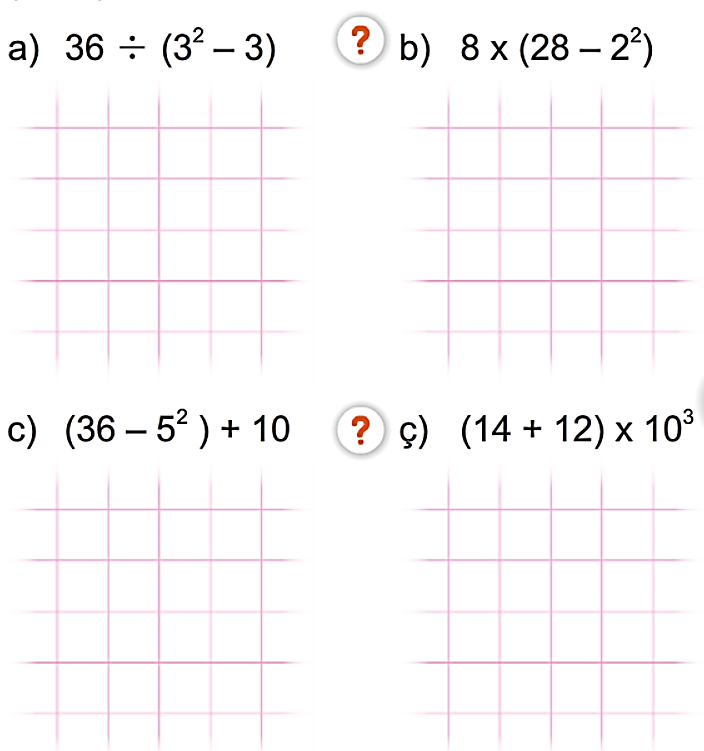 a) 36 ÷ (3² – 3)
? b) 8 x (28 – 2²)
c) (36 – 5² ) + 10
? ç) (14 + 12) x 10³